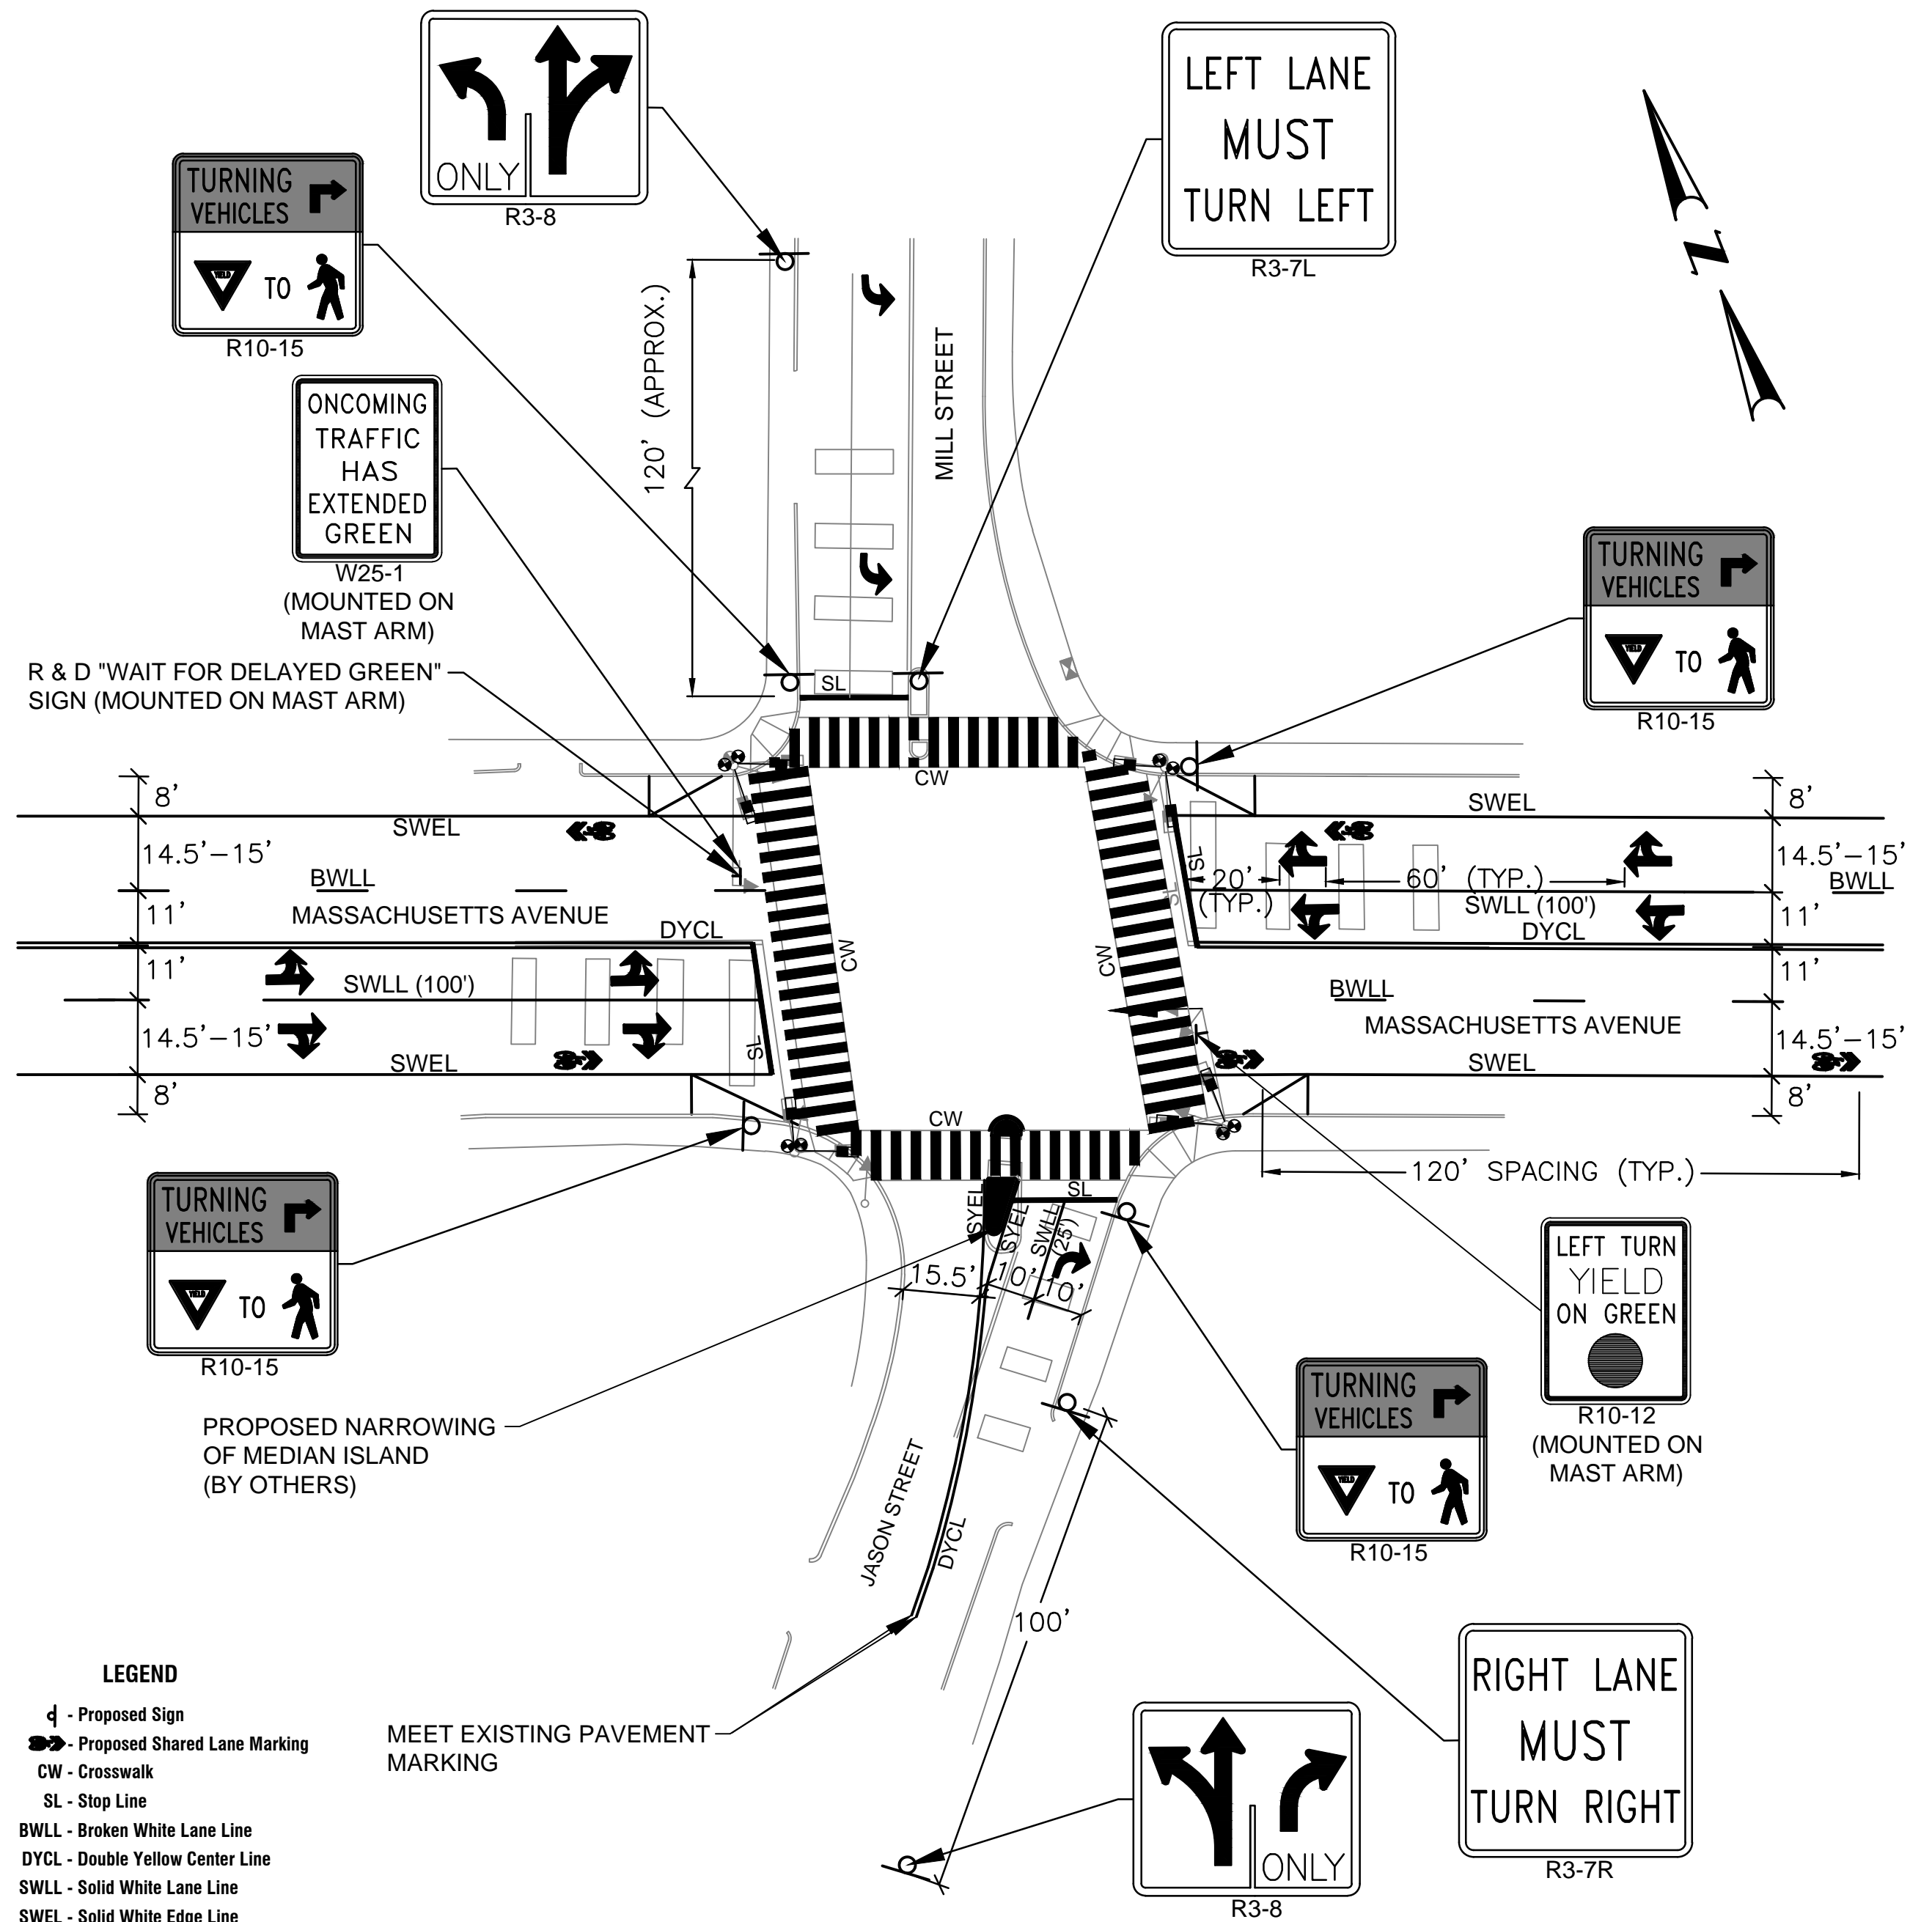 ONLY
R3-8
LEFT LANE
MUST
TURN LEFT
R3-7L
TURNING
VEHICLES
YIELD
TO
R10-15
N
120' (APPROX.)
MILL STREET
ONCOMING
TRAFFIC
HAS
EXTENDED
GREEN
W25-1
(MOUNTED ON
MAST ARM)
R & D "WAIT FOR DELAYED GREEN"
SIGN (MOUNTED ON MAST ARM)
TURNING
VEHICLES
YIELD
TO
R10-15
SL
CW
8'
SWEL
14.5'-15'
BWLL
11'
MASSACHUSETTS AVENUE
DYCL
11'
SWLL (100')
14.5'-15'
SWEL
8'
SL
CW
CW
SL
SL
SWEL
8'
14.5'-15'
20'
(TYP.)
60' (TYP.)
BWLL
SWLL (100')
11'
DYCL
11'
BWLL
MASSACHUSETTS AVENUE
14.5'-15'
SWEL
8'
120' SPACING (TYP.)
CW
SL
SYEL
SYEL
SWLL
(25')
15.5'
10'
10'
TURNING
VEHICLES
YIELD
TO
R10-15
LEFT TURN
YIELD
ON GREEN
R10-12
(MOUNTED ON
MAST ARM)
TURNING
VEHICLES
YIELD
TO
R10-15
PROPOSED NARROWING
OF MEDIAN ISLAND
(BY OTHERS)
JASON STREET
DYCL
100'
MEET EXISTING PAVEMENT
MARKING
RIGHT LANE
MUST
TURN RIGHT
R3-7R
ONLY
R3-8
LEGEND
- Proposed Sign
- Proposed Shared Lane Marking
CW - Crosswalk
SL - Stop Line
BWLL - Broken White Lane Line
DYCL - Double Yellow Center Line
SWLL - Solid White Lane Line
SWEL - Solid White Edge Line